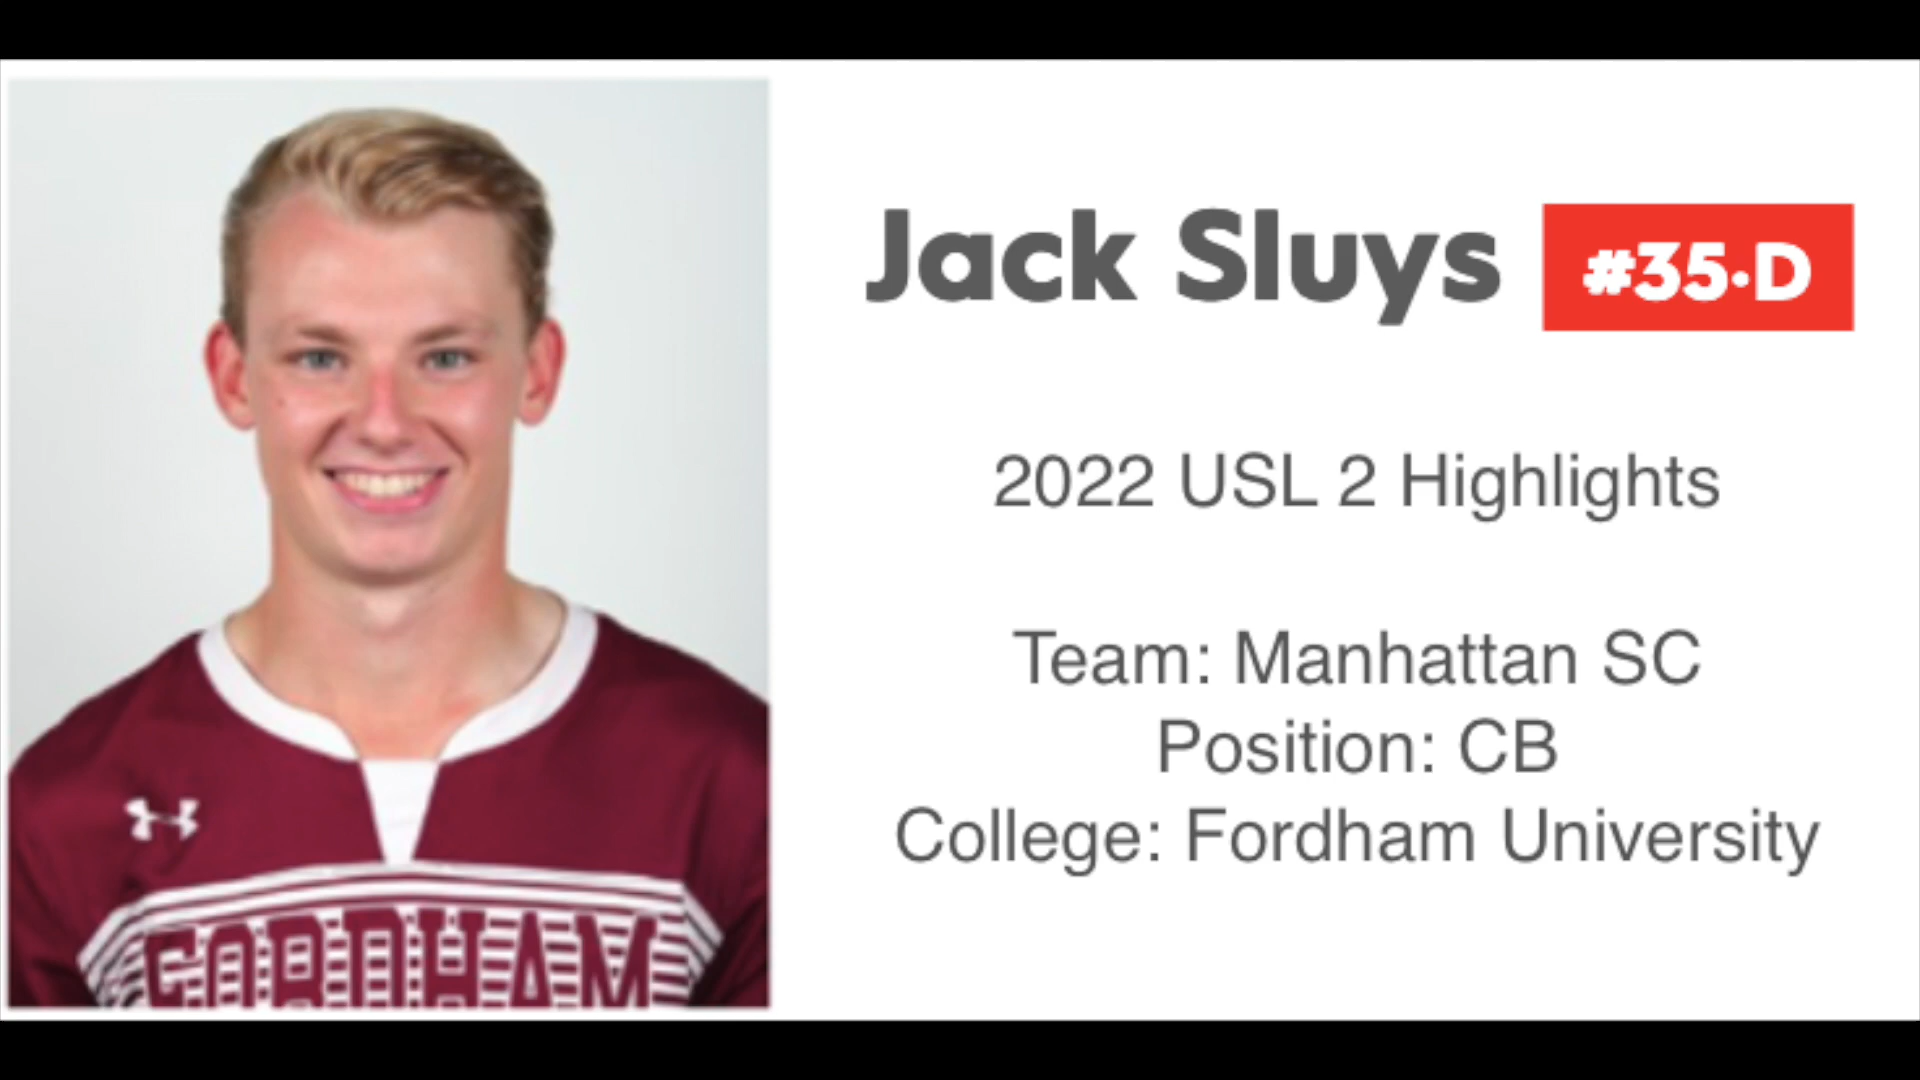 Jack Sluys #35·D
2022 USL 2 Highlights
Team: Manhattan SC
Position: CB
College: Fordham University
FORDHAM